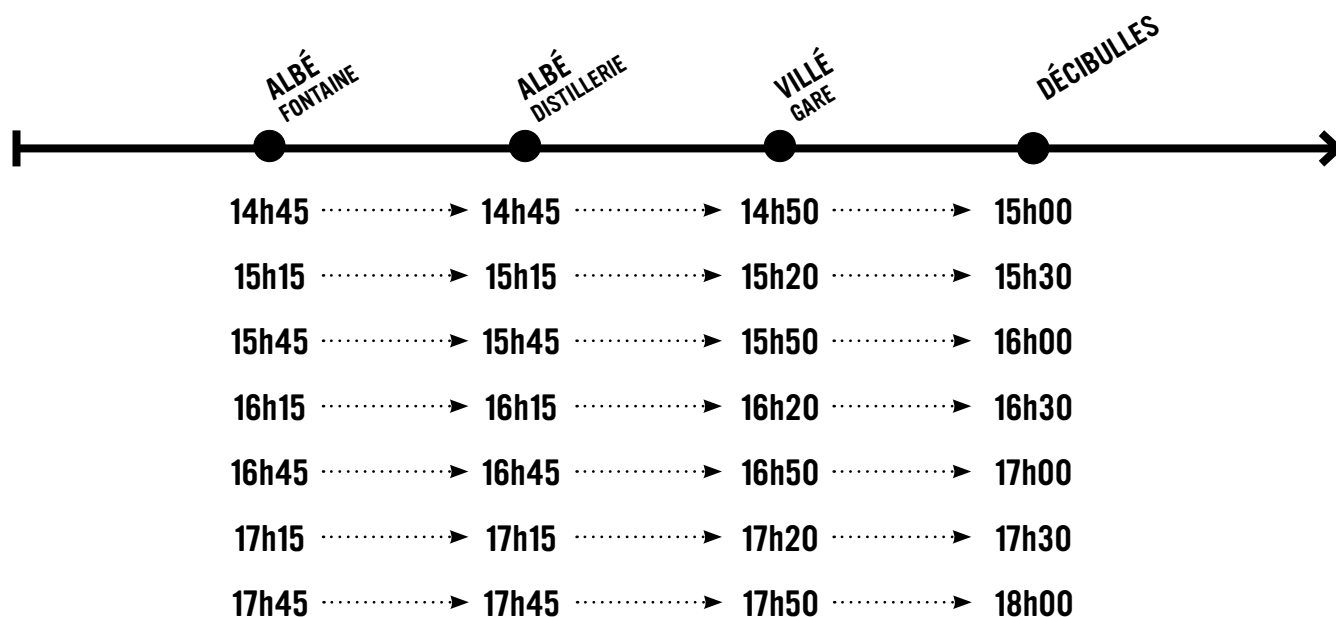 ALBÉ
FONTAINE
ALBÉ
DISTILLERIE
VILLÉ
GARE
DÉCIBULLES
14h45 14h45 14h50 15h00
15h15 15h15 15h20 15h30
15h45 15h45 15h50 16h00
16h15 16h15 16h20 16h30
16h45 16h45 16h50 17h00
17h15 17h15 17h20 17h30
17h45 17h45 17h50 18h00